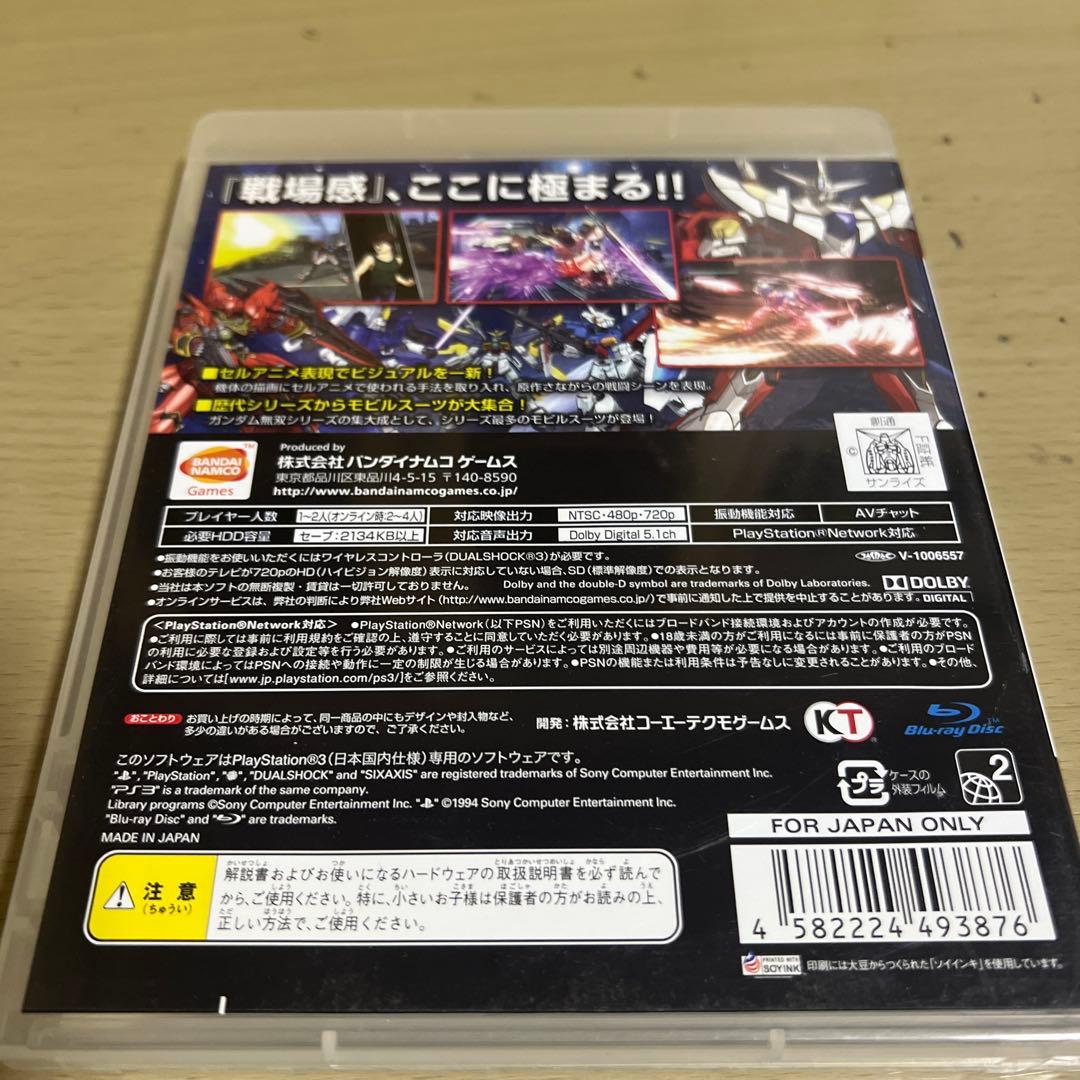 『戦場感』、ここに極まる!!
■セルアニメ表現でビジュアルを一新!
機体の描画にセルアニメで使われる手法を取り入れ、原作さながらの戦闘シーンを表現。
■歴代シリーズからモビルスーツが大集合!
ガンダム無双シリーズの集大成として、シリーズ最多のモビルスーツが登場!
BANDAI NAMCO Games
Produced by
株式会社 バンダイナムコ ゲームス
東京都品川区東品川4-5-15 〒140-8590
http://www.bandainamcogames.co.jp/
創通
©
サンライズ
プレイヤー人数 1~2人(オンライン時:2~4人) 対応映像出力 NTSC・480p・720p 振動機能対応 AVチャット
必要HDD容量 セーブ:2134KB以上 対応音声出力 Dolby Digital 5.1ch PlayStation®Network対応
●振動機能をお使いいただくにはワイヤレスコントローラ(DUALSHOCK®3)が必要です。
V-1006557
●お客様のテレビが720pのHD(ハイビジョン解像度)表示に対応していない場合、SD(標準解像度)での表示となります。
●当社は本ソフトの無断複製・賃貸は一切許可しておりません。 Dolby and the double-D symbol are trademarks of Dolby Laboratories.
●オンラインサービスは、弊社の判断により弊社Webサイト(http://www.bandainamcogames.co.jp/)で事前に通知した上で提供を中止することがあります。
DOLBY DIGITAL
<PlayStation®Network対応> ●PlayStation®Network(以下PSN)をご利用いただくにはブロードバンド接続環境およびアカウントの作成が必要です。
●ご利用に際しては事前に利用規約をご確認の上、遵守することに同意していただく必要があります。●18歳未満の方がご利用になるには事前に保護者の方がPSN
の利用に必要な登録および設定等を行う必要があります。●ご利用のサービスによっては別途周辺機器や費用等が必要になる場合があります。●ご利用のブロード
バンド環境によってはPSNへの接続や動作に一定の制限が生じる場合があります。●PSNの機能または利用条件は予告なしに変更されることがあります。●その他、
詳細については[www.jp.playstation.com/ps3/]をご参照ください。
おことわり お買い上げの時期によって、同一商品の中にもデザインや封入物など、
多少の違いがある場合がございますので、ご了承ください。
開発:株式会社コーエーテクモゲームス
KT®
Blu-ray Disc™
このソフトウェアはPlayStation®3(日本国内仕様)専用のソフトウェアです。
"PlayStation", "DUALSHOCK" and "SIXAXIS" are registered trademarks of Sony Computer Entertainment Inc.
"PS3" is a trademark of the same company.
Library programs ©Sony Computer Entertainment Inc. ©1994 Sony Computer Entertainment Inc.
"Blu-ray Disc" and are trademarks.
MADE IN JAPAN
プラ
ケースの
外装フィルム
2
FOR JAPAN ONLY
注意
(ちゅうい)
解説書およびお使いになるハードウェアの取扱説明書を必ず読んで
から、ご使用ください。特に、小さいお子様は保護者の方がお読みの上、
正しい方法で、ご使用ください。
4 582224 493876
PRINTED WITH SOY INK
印刷には大豆からつくられた「ソイインキ」を使用しています。